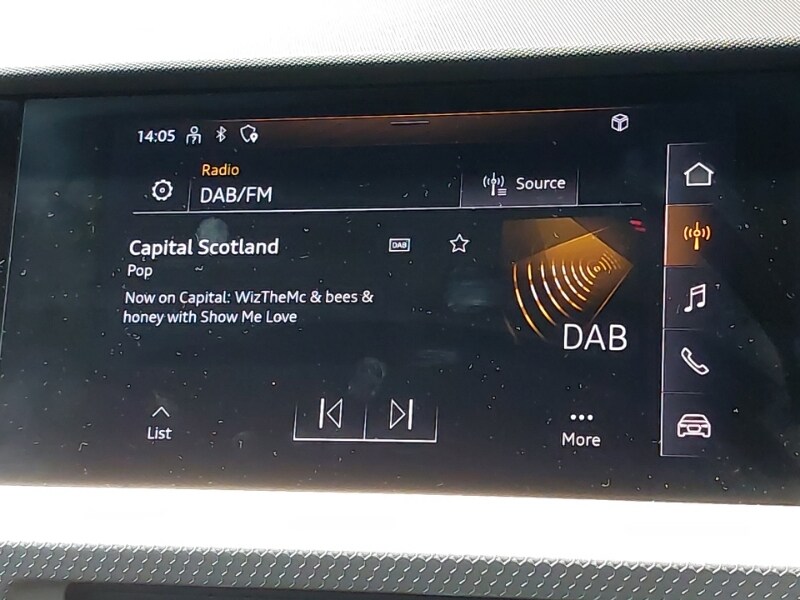 14:05
Radio
DAB/FM
Source
Capital Scotland
DAB
Pop
Now on Capital: WizTheMc & bees &
honey with Show Me Love
DAB
List
More